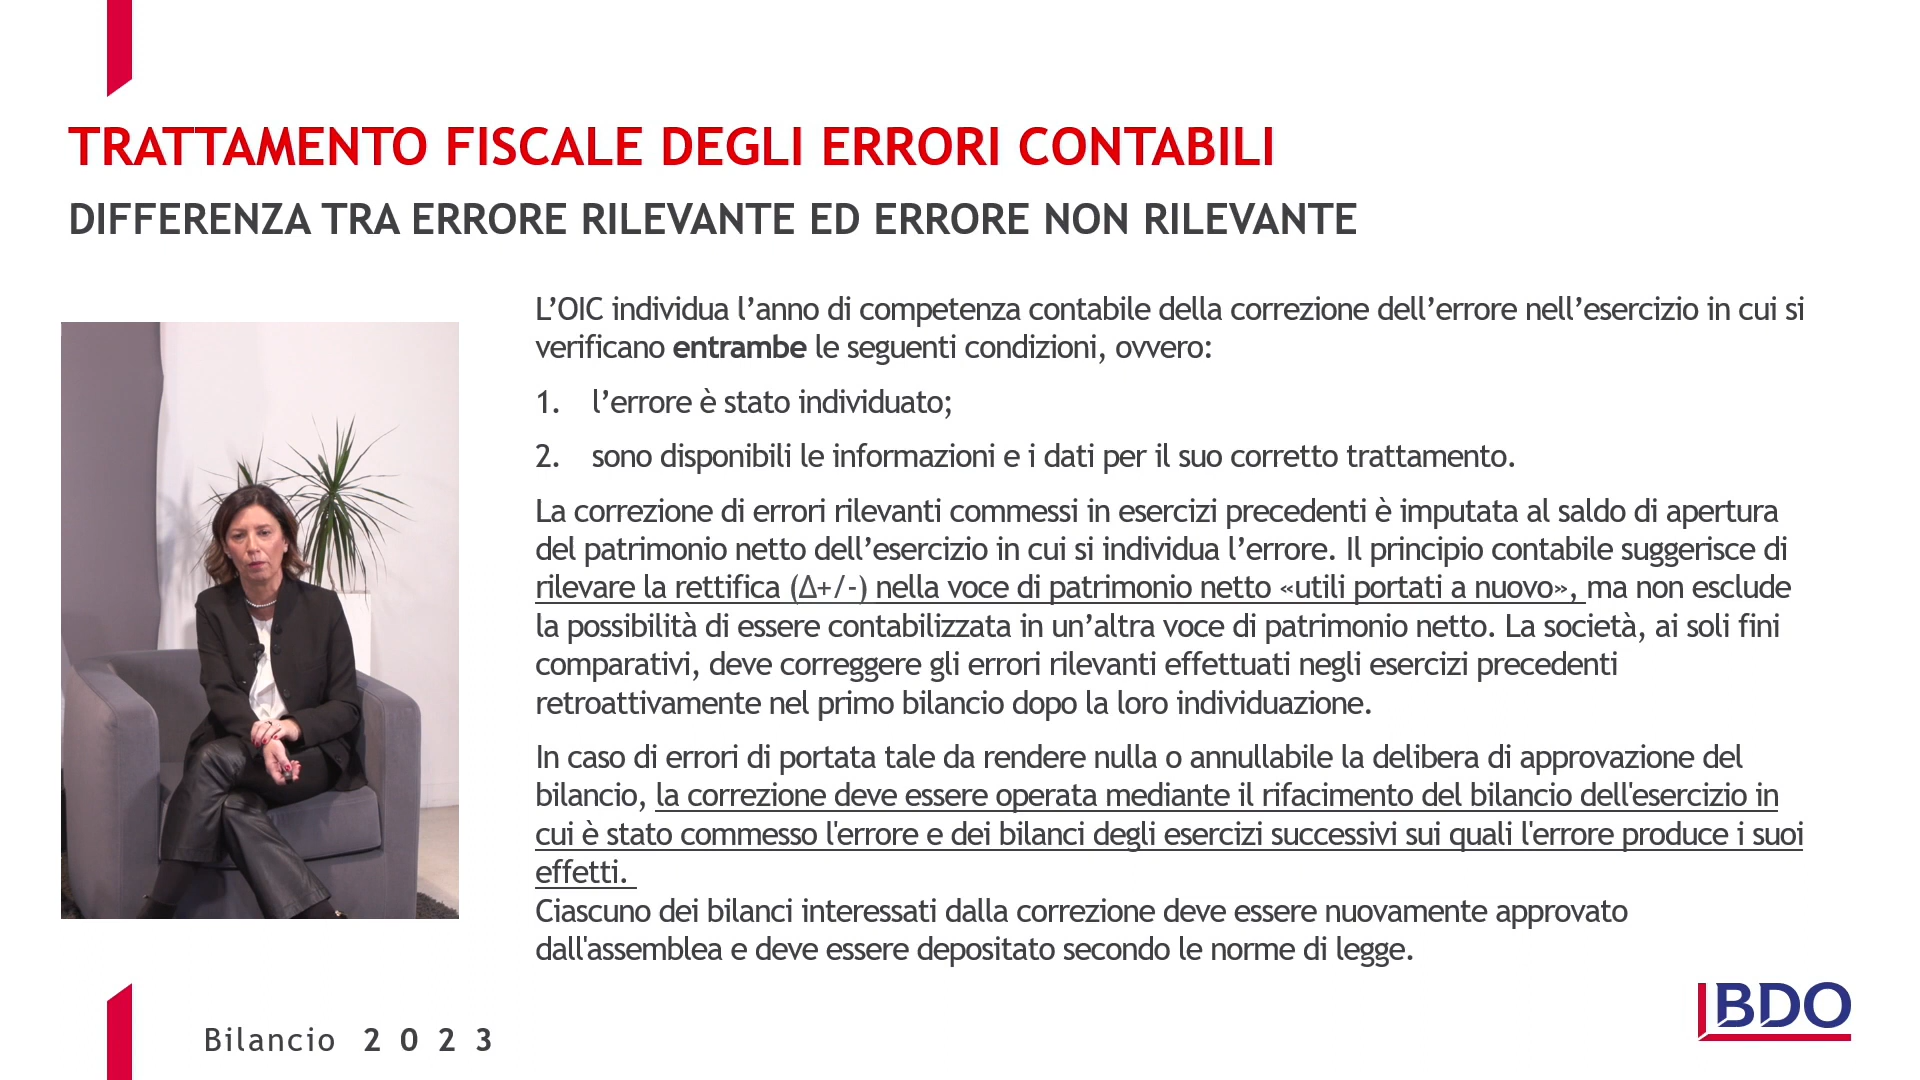 TRATTAMENTO FISCALE DEGLI ERRORI CONTABILI
DIFFERENZA TRA ERRORE RILEVANTE ED ERRORE NON RILEVANTE
L’OIC individua l’anno di competenza contabile della correzione dell’errore nell’esercizio in cui si
verificano entrambe le seguenti condizioni, ovvero:
1. l’errore è stato individuato;
2. sono disponibili le informazioni e i dati per il suo corretto trattamento.
La correzione di errori rilevanti commessi in esercizi precedenti è imputata al saldo di apertura
del patrimonio netto dell’esercizio in cui si individua l’errore. Il principio contabile suggerisce di
rilevare la rettifica (Δ+/-) nella voce di patrimonio netto «utili portati a nuovo», ma non esclude
la possibilità di essere contabilizzata in un’altra voce di patrimonio netto. La società, ai soli fini
comparativi, deve correggere gli errori rilevanti effettuati negli esercizi precedenti
retroattivamente nel primo bilancio dopo la loro individuazione.
In caso di errori di portata tale da rendere nulla o annullabile la delibera di approvazione del
bilancio, la correzione deve essere operata mediante il rifacimento del bilancio dell'esercizio in
cui è stato commesso l'errore e dei bilanci degli esercizi successivi sui quali l'errore produce i suoi
effetti.
Ciascuno dei bilanci interessati dalla correzione deve essere nuovamente approvato
dall'assemblea e deve essere depositato secondo le norme di legge.
Bilancio 2023
BDO